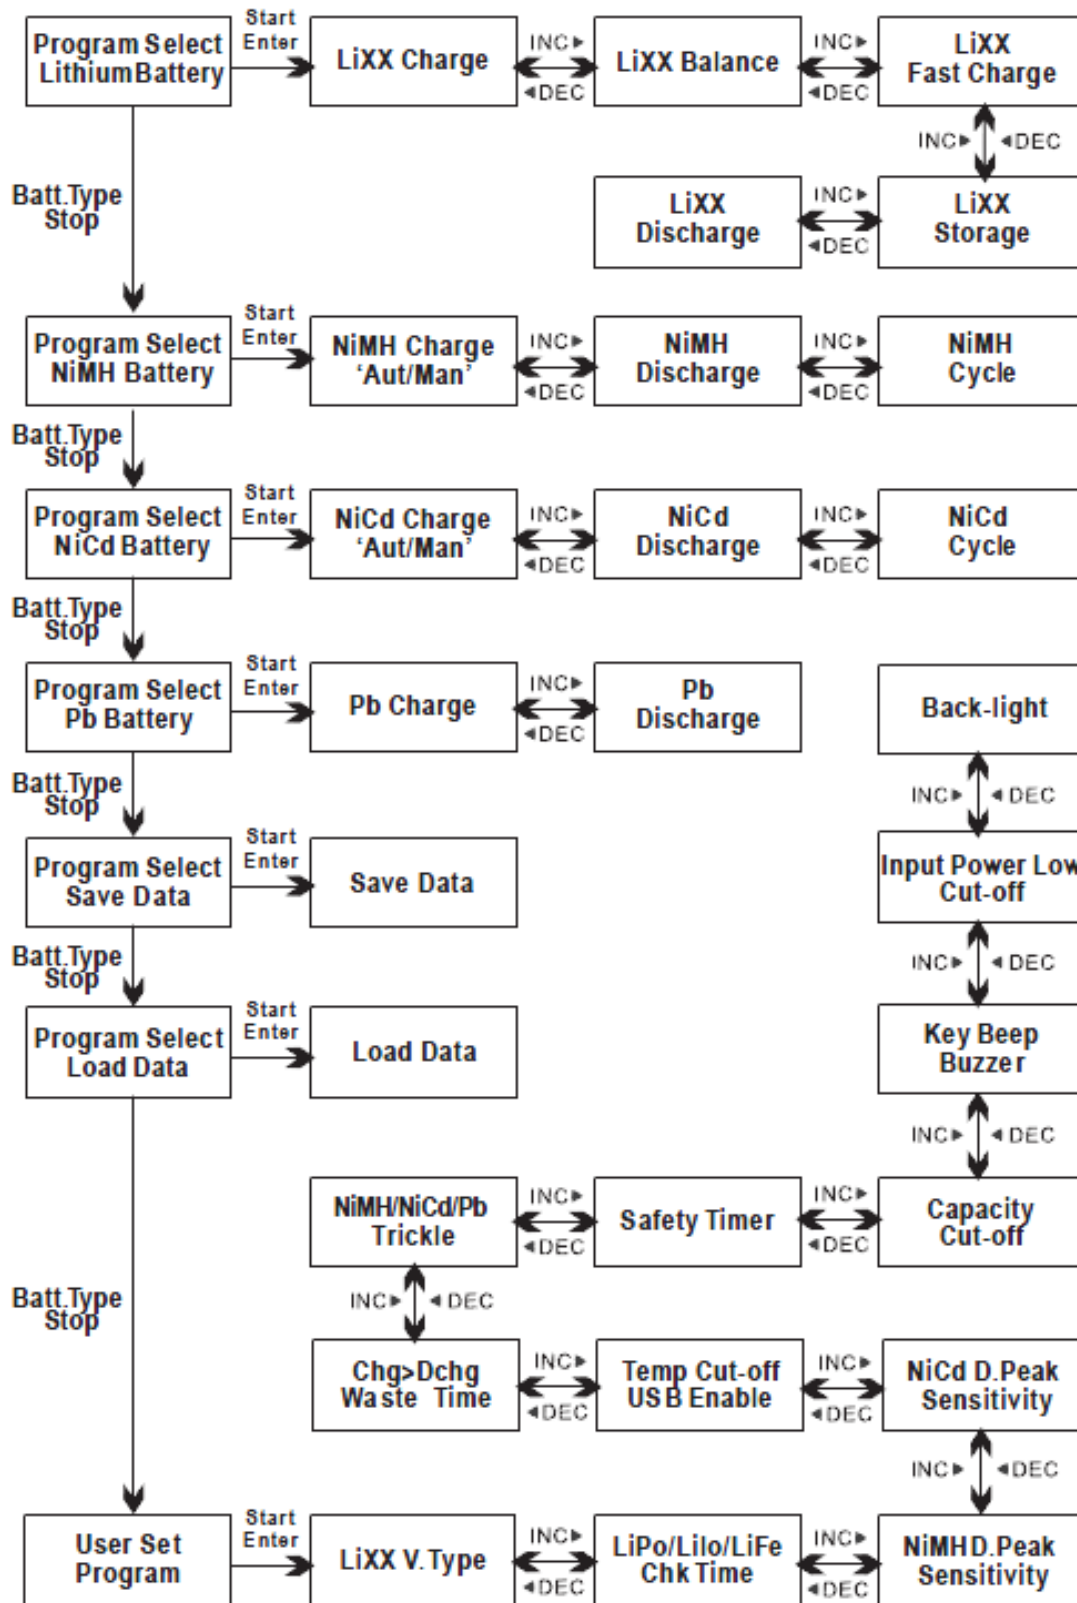 Start
Enter
Program Select
Lithium Battery
LiXX Charge
INC►
◄DEC
LiXX Balance
INC►
◄DEC
LiXX
Fast Charge
INC► ◄DEC
Batt.Type
Stop
LiXX
Discharge
INC►
◄DEC
LiXX
Storage
Start
Enter
Program Select
NiMH Battery
NiMH Charge
‘Aut/Man’
INC►
◄DEC
NiMH
Discharge
INC►
◄DEC
NiMH
Cycle
Batt.Type
Stop
Start
Enter
Program Select
NiCd Battery
NiCd Charge
‘Aut/Man’
INC►
◄DEC
NiCd
Discharge
INC►
◄DEC
NiCd
Cycle
Batt.Type
Stop
Start
Enter
Program Select
Pb Battery
Pb Charge
INC►
◄DEC
Pb
Discharge
Back-light
INC► ◄DEC
Batt.Type
Stop
Start
Enter
Program Select
Save Data
Save Data
Input Power Low
Cut-off
INC► ◄DEC
Batt.Type
Stop
Start
Enter
Program Select
Load Data
Load Data
Key Beep
Buzzer
INC► ◄DEC
NiMH/NiCd/Pb
Trickle
INC►
◄DEC
Safety Timer
INC►
◄DEC
Capacity
Cut-off
Batt.Type
Stop
INC► ◄DEC
Chg>Dchg
Waste Time
INC►
◄DEC
Temp Cut-off
USB Enable
INC►
◄DEC
NiCd D.Peak
Sensitivity
INC► ◄DEC
Start
Enter
User Set
Program
LiXX V.Type
INC►
◄DEC
LiPo/LiIo/LiFe
Chk Time
INC►
◄DEC
NiMH D.Peak
Sensitivity